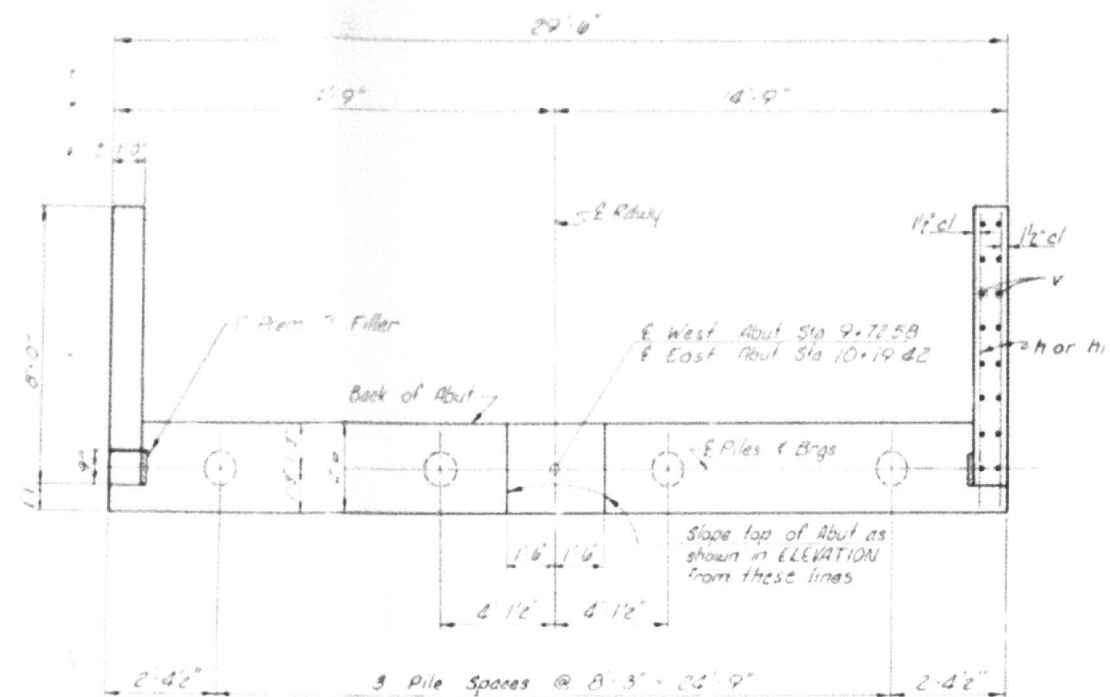 29'-6"
14'-9"
1'-0"
℄ Rdwy
1½" cl
1½" cl
v
Filler
℄ West Abut Sta 9+72.58
℄ East Abut Sta 10+19.42
h or h₁
8'-0"
Back of Abut
℄ Piles & Brgs
9"
Slope top of Abut as
shown in ELEVATION
from these lines
1'-6" 1'-6"
4'-1½" 4'-1½"
2'-4½" 3 Pile Spaces @ 8'-3" = 24'-9" 2'-4½"